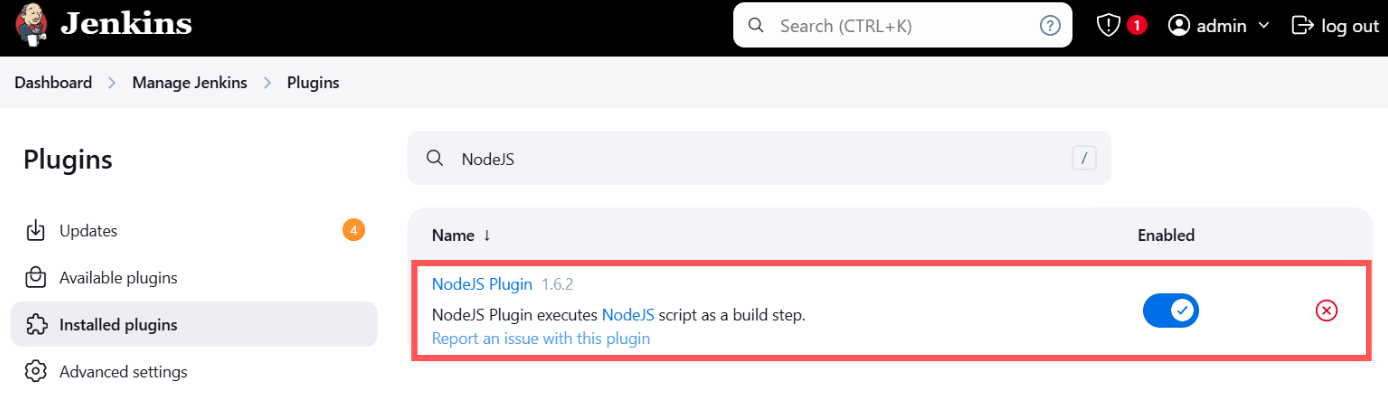 Jenkins
Search (CTRL+K)
?
1
admin
log out
Dashboard > Manage Jenkins > Plugins
Plugins
Updates
4
Available plugins
Installed plugins
Advanced settings
NodeJS
/
Name ↓
Enabled
NodeJS Plugin 1.6.2
NodeJS Plugin executes NodeJS script as a build step.
Report an issue with this plugin